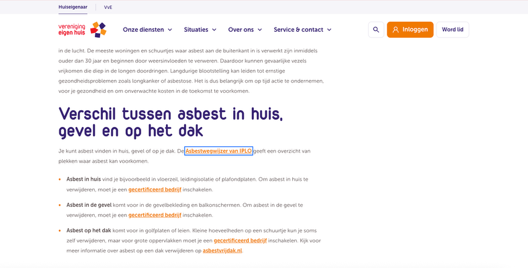 Huiseigenaar
VVE
vereniging
eigen huis
Onze diensten
Situaties
Over ons
Service & contact
Inloggen
Word lid
in de lucht. De meeste woningen en schuurtjes waar asbest aan de buitenkant in is verwerkt zijn inmiddels
ouder dan 30 jaar en beginnen door weersinvloeden te verweren. Daardoor kunnen gevaarlijke vezels
vrijkomen die diep in de longen doordringen. Langdurige blootstelling kan leiden tot ernstige
gezondheidsproblemen zoals longkanker of asbestose. Het is dus belangrijk om op tijd actie te ondernemen,
voor je gezondheid en om onverwachte kosten in de toekomst te voorkomen.
Verschil tussen asbest in huis,
gevel en op het dak
Je kunt asbest vinden in huis, gevel of op je dak. De Asbestwegwijzer van IPLO geeft een overzicht van
plekken waar asbest kan voorkomen.
• Asbest in huis vind je bijvoorbeeld in vloerzeil, leidingisolatie of plafondplaten. Om asbest in huis te
verwijderen, moet je een gecertificeerd bedrijf inschakelen.
• Asbest in de gevel komt voor in de gevelbekleding en balkonschermen. Om asbest in de gevel te
verwijderen, moet je een gecertificeerd bedrijf inschakelen.
• Asbest op het dak komt voor in golfplaten of leien. Kleine hoeveelheden op een schuurtje kun je soms
zelf verwijderen, maar voor grote oppervlakken moet je een gecertificeerd bedrijf inschakelen. Kijk voor
meer informatie over asbest op een dak verwijderen op asbestvrijdak.nl.